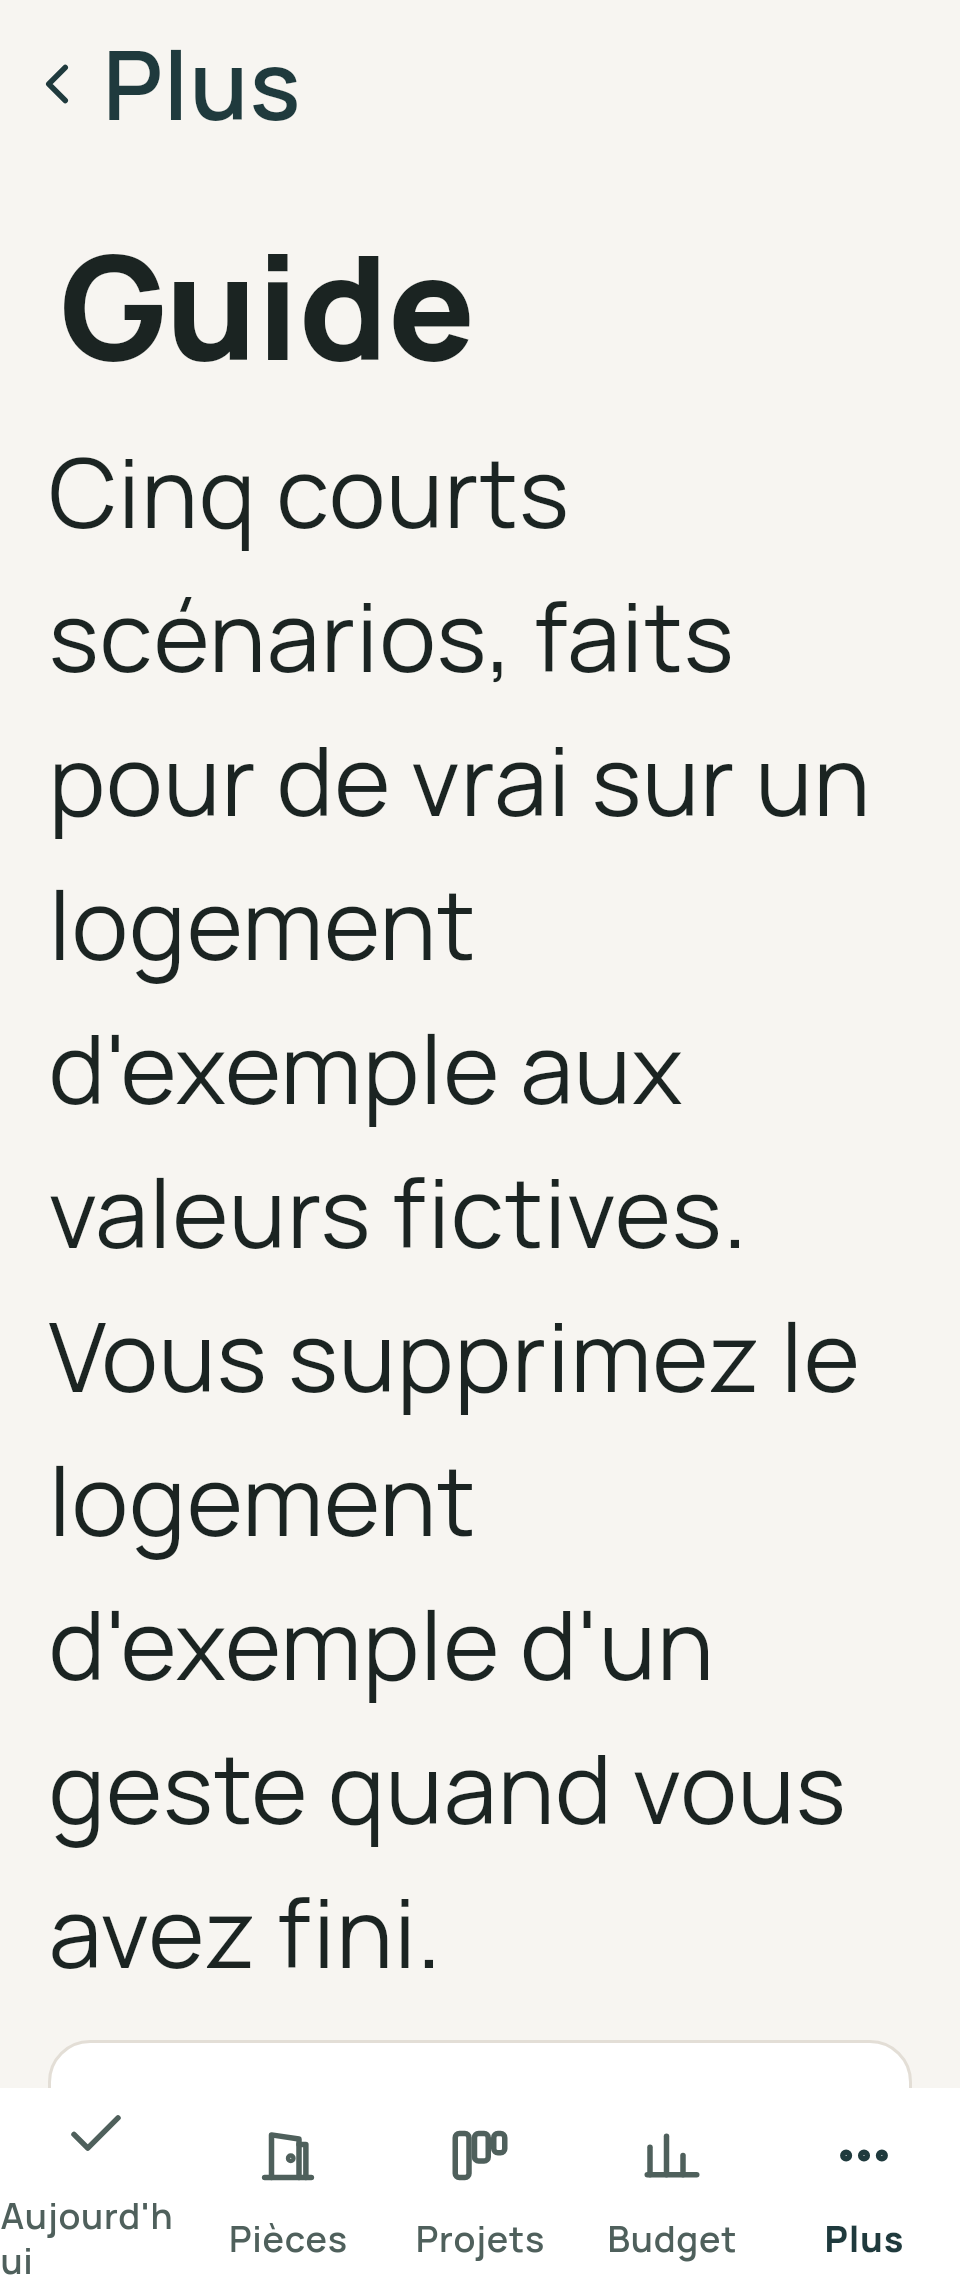 Plus
Guide
Cinq courts
scénarios, faits
pour de vrai sur un
logement
d'exemple aux
valeurs fictives.
Vous supprimez le
logement
d'exemple d'un
geste quand vous
avez fini.
Aujourd'h
ui
Pièces
Projets
Budget
Plus